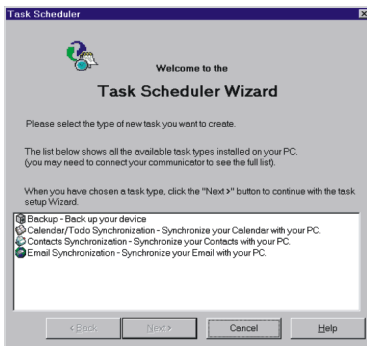 Task Scheduler
Welcome to the
Task Scheduler Wizard
Please select the type of new task you want to create.
The list below shows all the available task types installed on your PC.
(you may need to connect your communicator to see the full list).
When you have chosen a task type, click the "Next >" button to continue with the task
setup Wizard.
Backup - Back up your device
Calendar/Todo Synchronization - Synchronize your Calendar with your PC.
Contacts Synchronization - Synchronize your Contacts with your PC.
Email Synchronization - Synchronize your Email with your PC.
< Back Next > Cancel Help